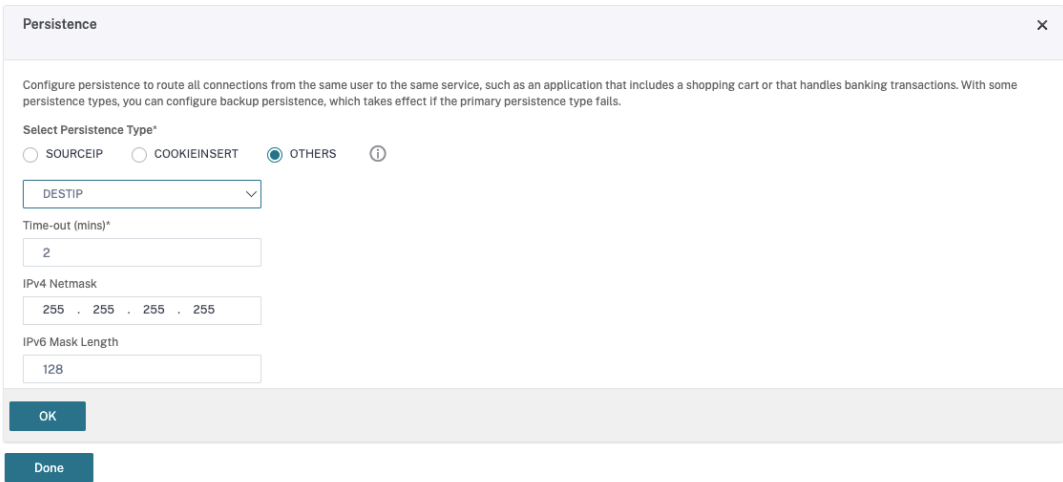 Persistence
Configure persistence to route all connections from the same user to the same service, such as an application that includes a shopping cart or that handles banking transactions. With some
persistence types, you can configure backup persistence, which takes effect if the primary persistence type fails.
Select Persistence Type*
SOURCEIP COOKIEINSERT OTHERS
DESTIP
Time-out (mins)*
2
IPv4 Netmask
255 . 255 . 255 . 255
IPv6 Mask Length
128
OK
Done